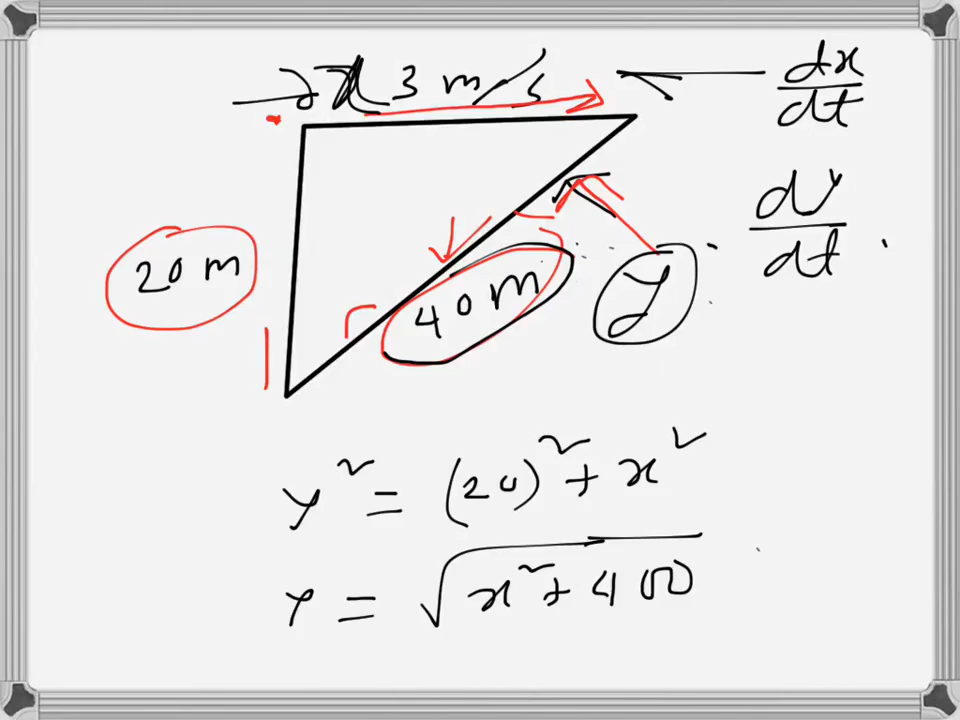 x 3 m/s
dx/dt
20 m
40 m
y
dy/dt
y² = (20)² + x²
y = √x² + 400